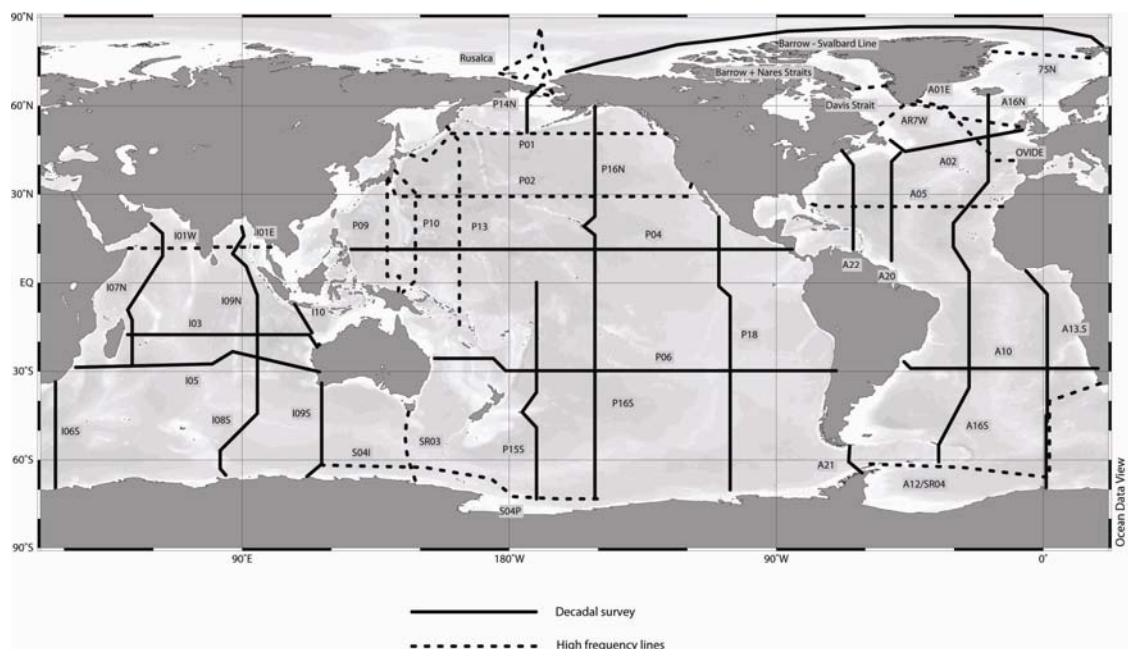 90°N
Barrow - Svalbard Line
Rusalca
75N
Barrow + Nares Straits
A01E
60°N
P14N
Davis Strait
A16N
AR7W
P01
OVIDE
A02
P02
P16N
30°N
A05
I01W
I01E
P09
P10
P13
P04
A22
A20
EQ
I07N
I09N
I10
I03
P18
A13.5
P06
A10
30°S
I05
I06S
I08S
I09S
P16S
A16S
SR03
P15S
S04I
60°S
A21
A12/SR04
S04P
90°S
90°E
180°W
90°W
0°
Ocean Data View
Decadal survey
High frequency lines